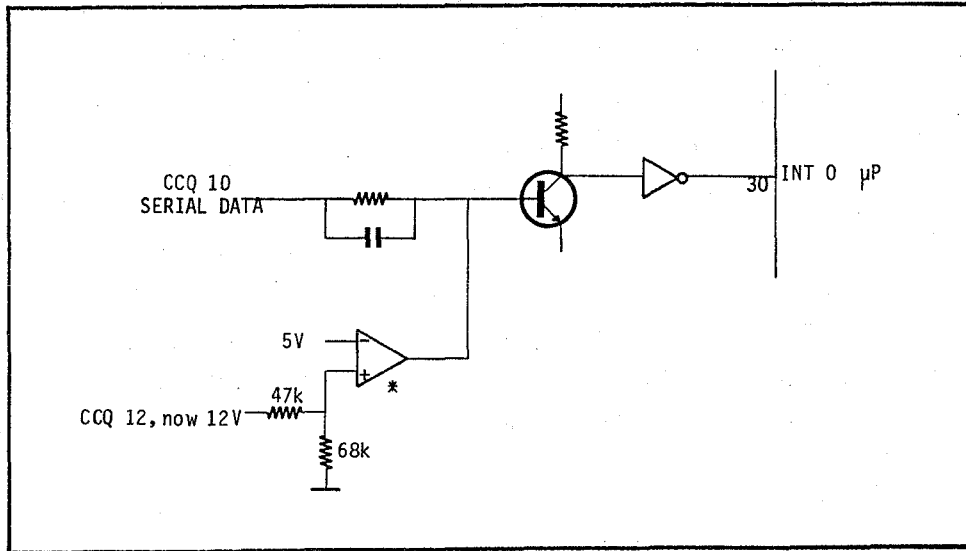 CCQ 10
SERIAL DATA
30
INT 0 µP
5V
-
+
*
47k
CCQ 12, now 12V
68k